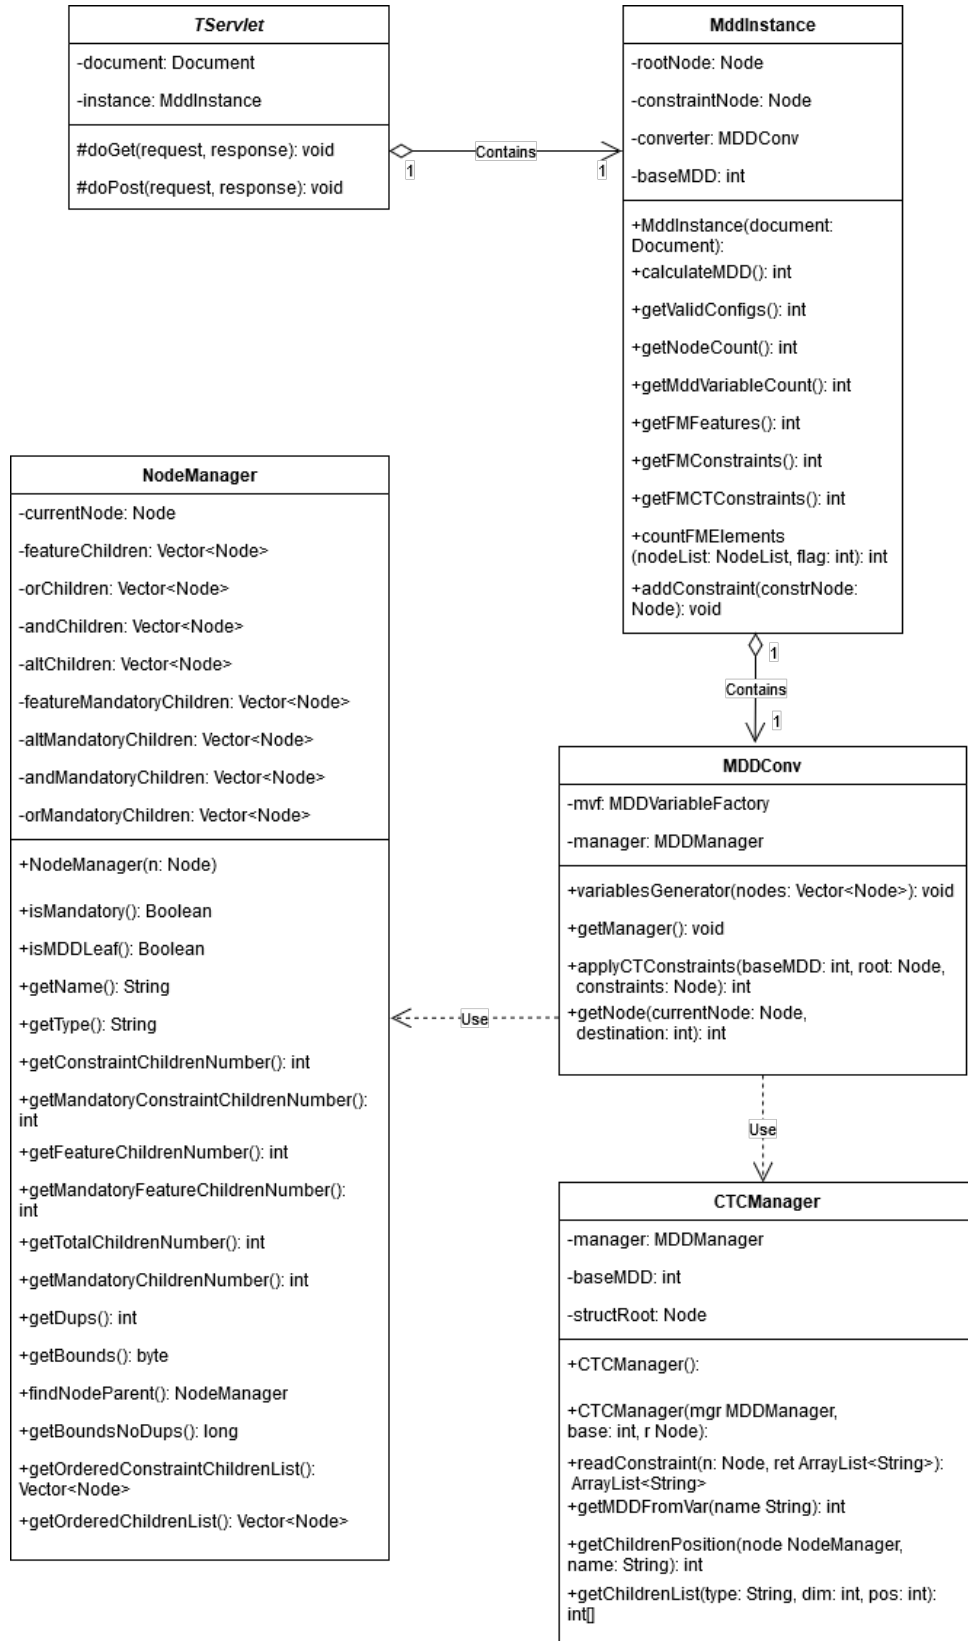 TServlet
-document: Document
-instance: MddInstance
#doGet(request, response): void
#doPost(request, response): void
Contains
1
1
MddInstance
-rootNode: Node
-constraintNode: Node
-converter: MDDConv
-baseMDD: int
+MddInstance(document:
Document):
+calculateMDD(): int
+getValidConfigs(): int
+getNodeCount(): int
+getMddVariableCount(): int
+getFMFeatures(): int
+getFMConstraints(): int
+getFMCTConstraints(): int
+countFMElements
(nodeList: NodeList, flag: int): int
+addConstraint(constrNode:
Node): void
1
Contains
1
NodeManager
-currentNode: Node
-featureChildren: Vector<Node>
-orChildren: Vector<Node>
-andChildren: Vector<Node>
-altChildren: Vector<Node>
-featureMandatoryChildren: Vector<Node>
-altMandatoryChildren: Vector<Node>
-andMandatoryChildren: Vector<Node>
-orMandatoryChildren: Vector<Node>
+NodeManager(n: Node)
+isMandatory(): Boolean
+isMDDLeaf(): Boolean
+getName(): String
+getType(): String
+getConstraintChildrenNumber(): int
+getMandatoryConstraintChildrenNumber():
int
+getFeatureChildrenNumber(): int
+getMandatoryFeatureChildrenNumber():
int
+getTotalChildrenNumber(): int
+getMandatoryChildrenNumber(): int
+getDups(): int
+getBounds(): byte
+findNodeParent(): NodeManager
+getBoundsNoDups(): long
+getOrderedConstraintChildrenList():
Vector<Node>
+getOrderedChildrenList(): Vector<Node>
MDDConv
-mvf: MDDVariableFactory
-manager: MDDManager
+variablesGenerator(nodes: Vector<Node>): void
+getManager(): void
+applyCTConstraints(baseMDD: int, root: Node,
constraints: Node): int
+getNode(currentNode: Node,
destination: int): int
Use
Use
CTCManager
-manager: MDDManager
-baseMDD: int
-structRoot: Node
+CTCManager():
+CTCManager(mgr MDDManager,
base: int, r Node):
+readConstraint(n: Node, ret ArrayList<String>):
ArrayList<String>
+getMDDFromVar(name String): int
+getChildrenPosition(node NodeManager,
name: String): int
+getChildrenList(type: String, dim: int, pos: int):
int[]